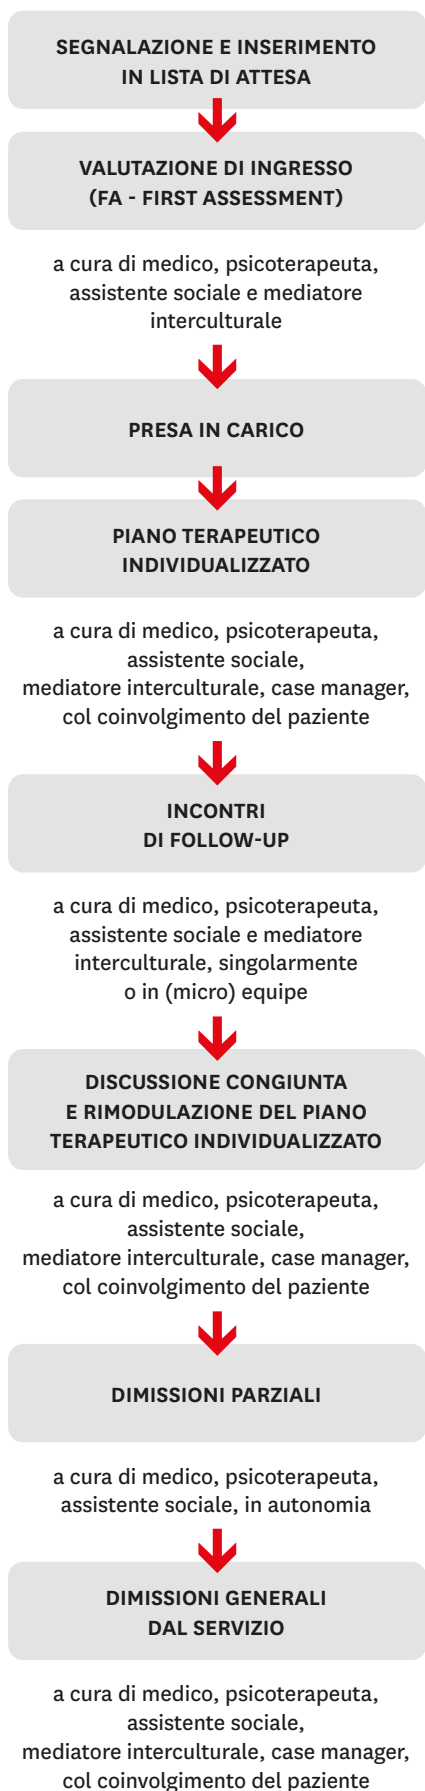 SEGNALAZIONE E INSERIMENTO
IN LISTA DI ATTESA
VALUTAZIONE DI INGRESSO
(FA - FIRST ASSESSMENT)
a cura di medico, psicoterapeuta,
assistente sociale e mediatore
interculturale
PRESA IN CARICO
PIANO TERAPEUTICO
INDIVIDUALIZZATO
a cura di medico, psicoterapeuta,
assistente sociale,
mediatore interculturale, case manager,
col coinvolgimento del paziente
INCONTRI
DI FOLLOW-UP
a cura di medico, psicoterapeuta,
assistente sociale e mediatore
interculturale, singolarmente
o in (micro) equipe
DISCUSSIONE CONGIUNTA
E RIMODULAZIONE DEL PIANO
TERAPEUTICO INDIVIDUALIZZATO
a cura di medico, psicoterapeuta,
assistente sociale,
mediatore interculturale, case manager,
col coinvolgimento del paziente
DIMISSIONI PARZIALI
a cura di medico, psicoterapeuta,
assistente sociale, in autonomia
DIMISSIONI GENERALI
DAL SERVIZIO
a cura di medico, psicoterapeuta,
assistente sociale,
mediatore interculturale, case manager,
col coinvolgimento del paziente